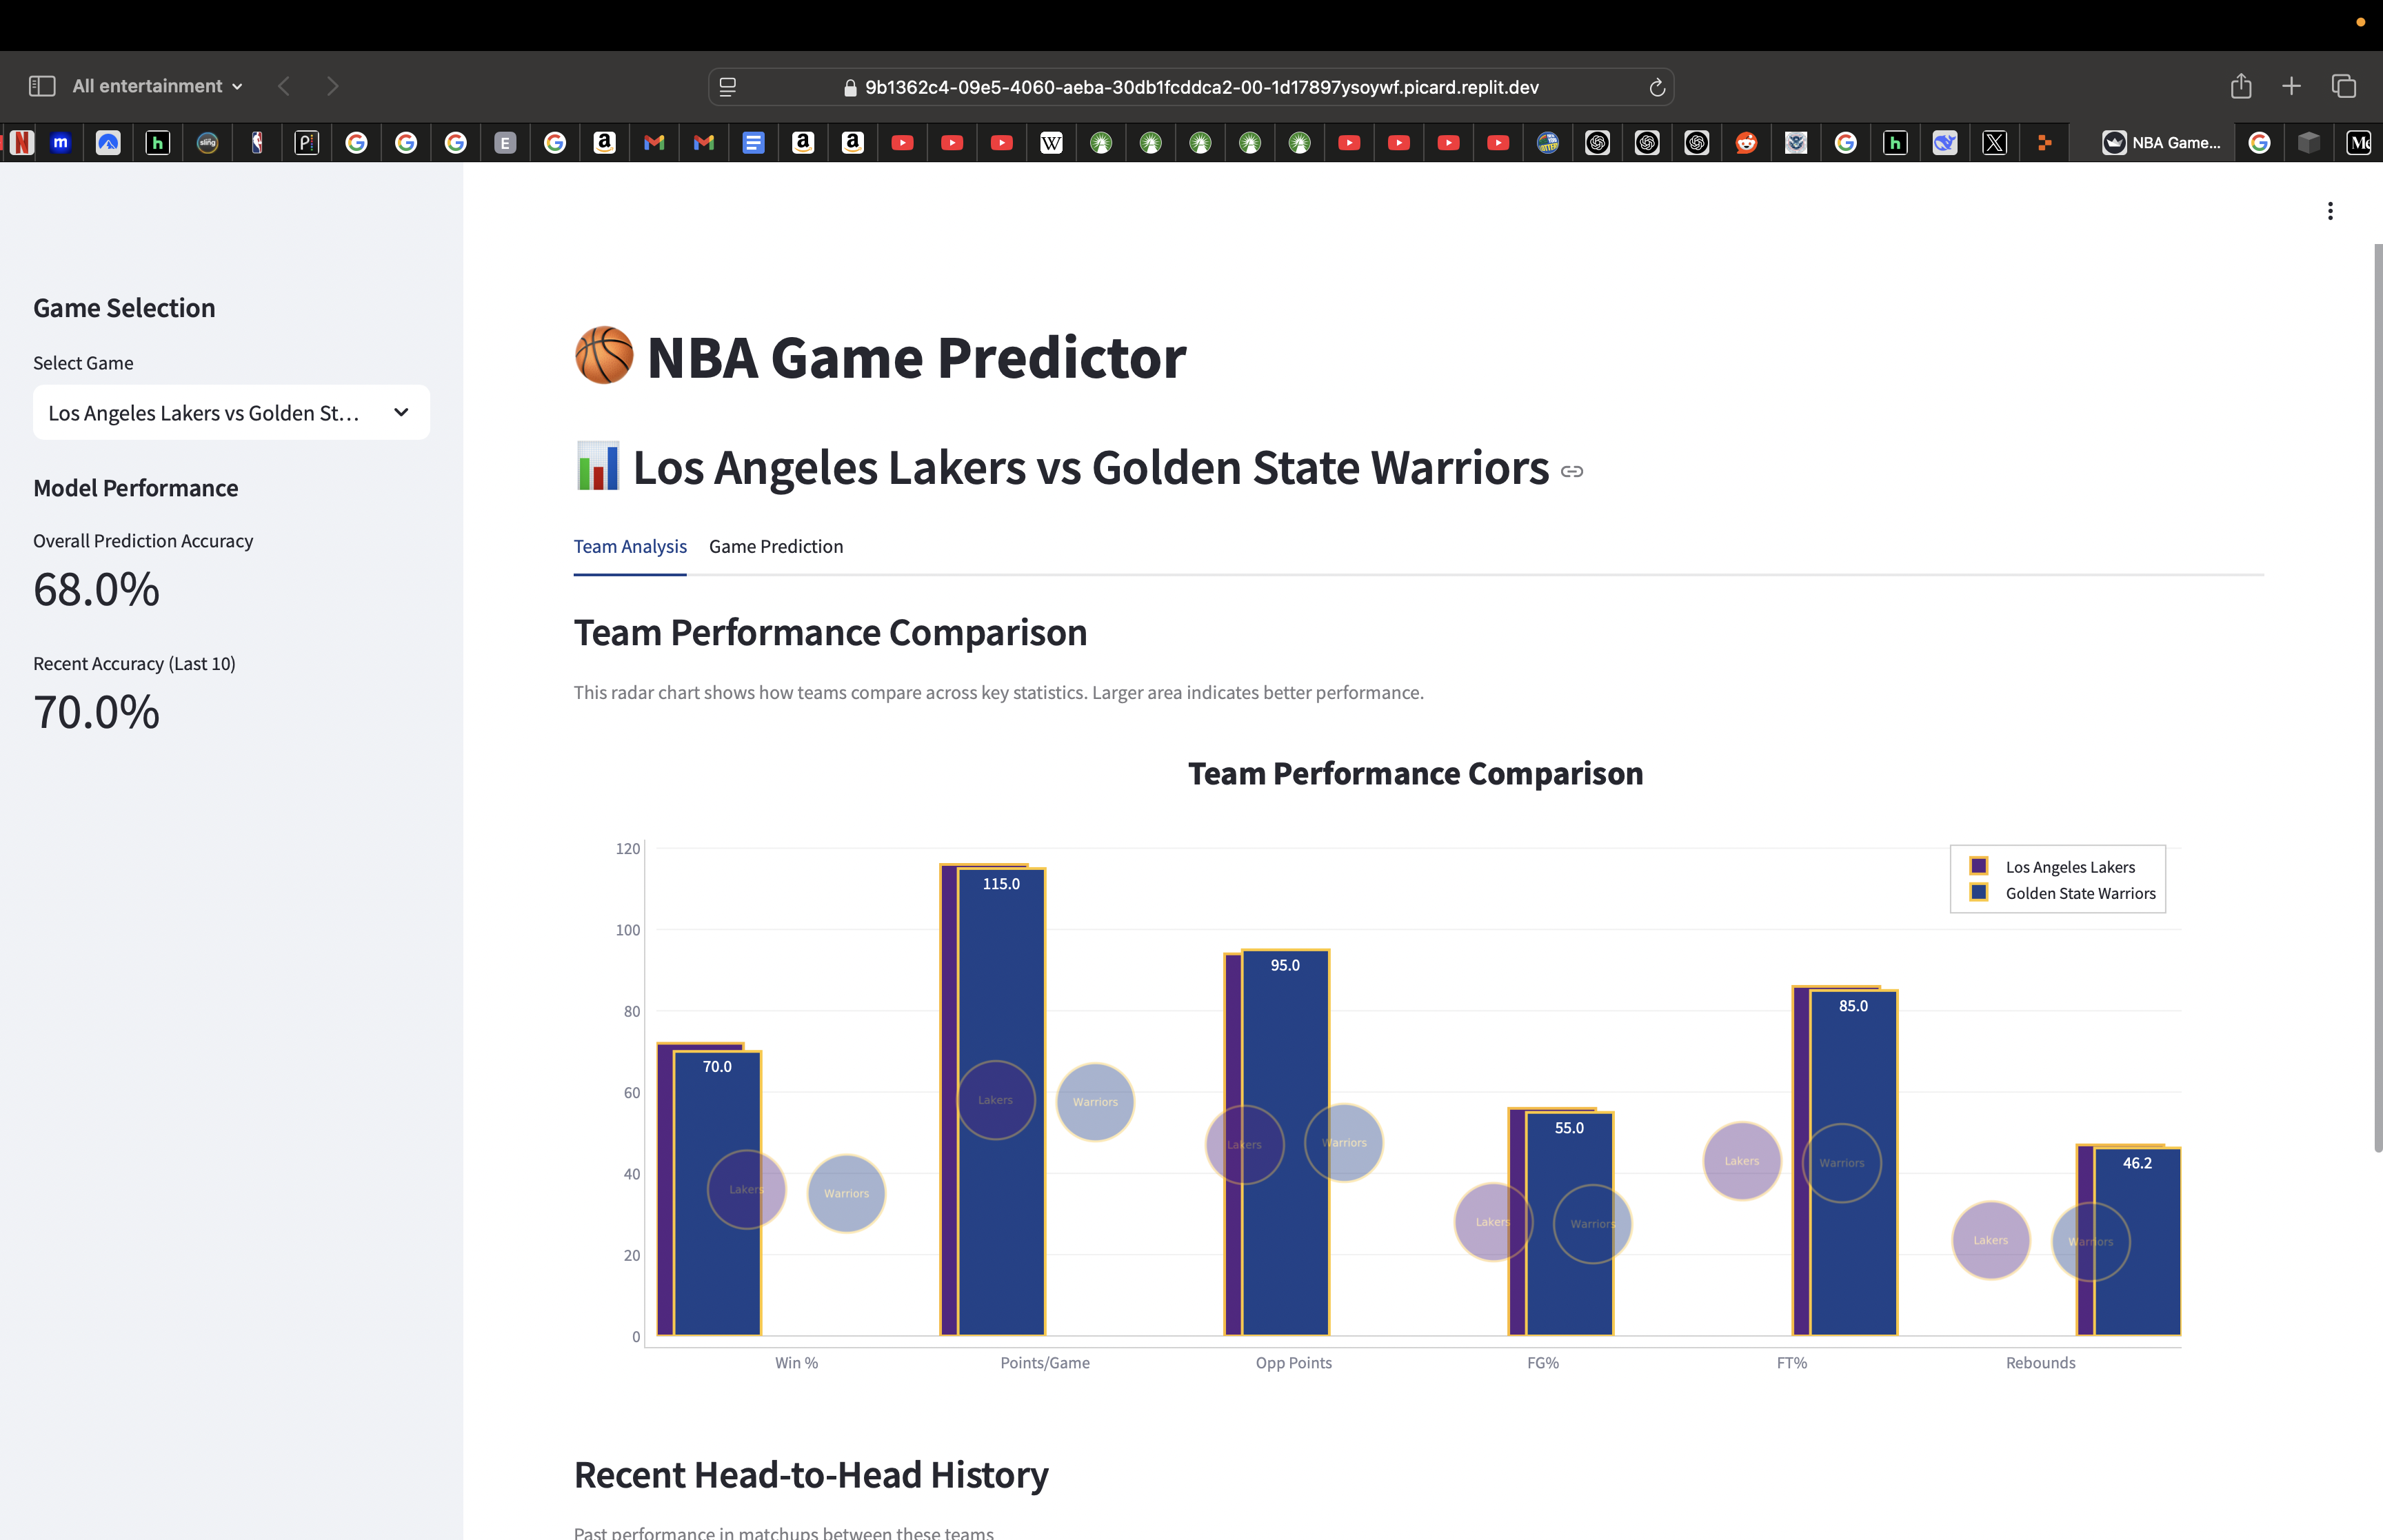 All entertainment
9b1362c4-09e5-4060-aeba-30db1fcddca2-00-1d17897ysoywf.picard.replit.dev
N
m
h
sling
P
E
a
a
a
W
h
X
NBA Game...
Game Selection
Select Game
Los Angeles Lakers vs Golden St...
Model Performance
Overall Prediction Accuracy
68.0%
Recent Accuracy (Last 10)
70.0%
NBA Game Predictor
Los Angeles Lakers vs Golden State Warriors
Team Analysis Game Prediction
Team Performance Comparison
This radar chart shows how teams compare across key statistics. Larger area indicates better performance.
Team Performance Comparison
Los Angeles Lakers
Golden State Warriors
120
100
80
60
40
20
0
70.0
115.0
95.0
55.0
85.0
46.2
Lakers Warriors
Lakers Warriors
Lakers Warriors
Lakers Warriors
Lakers Warriors
Lakers Warriors
Win % Points/Game Opp Points FG% FT% Rebounds
Recent Head-to-Head History
Past performance in matchups between these teams